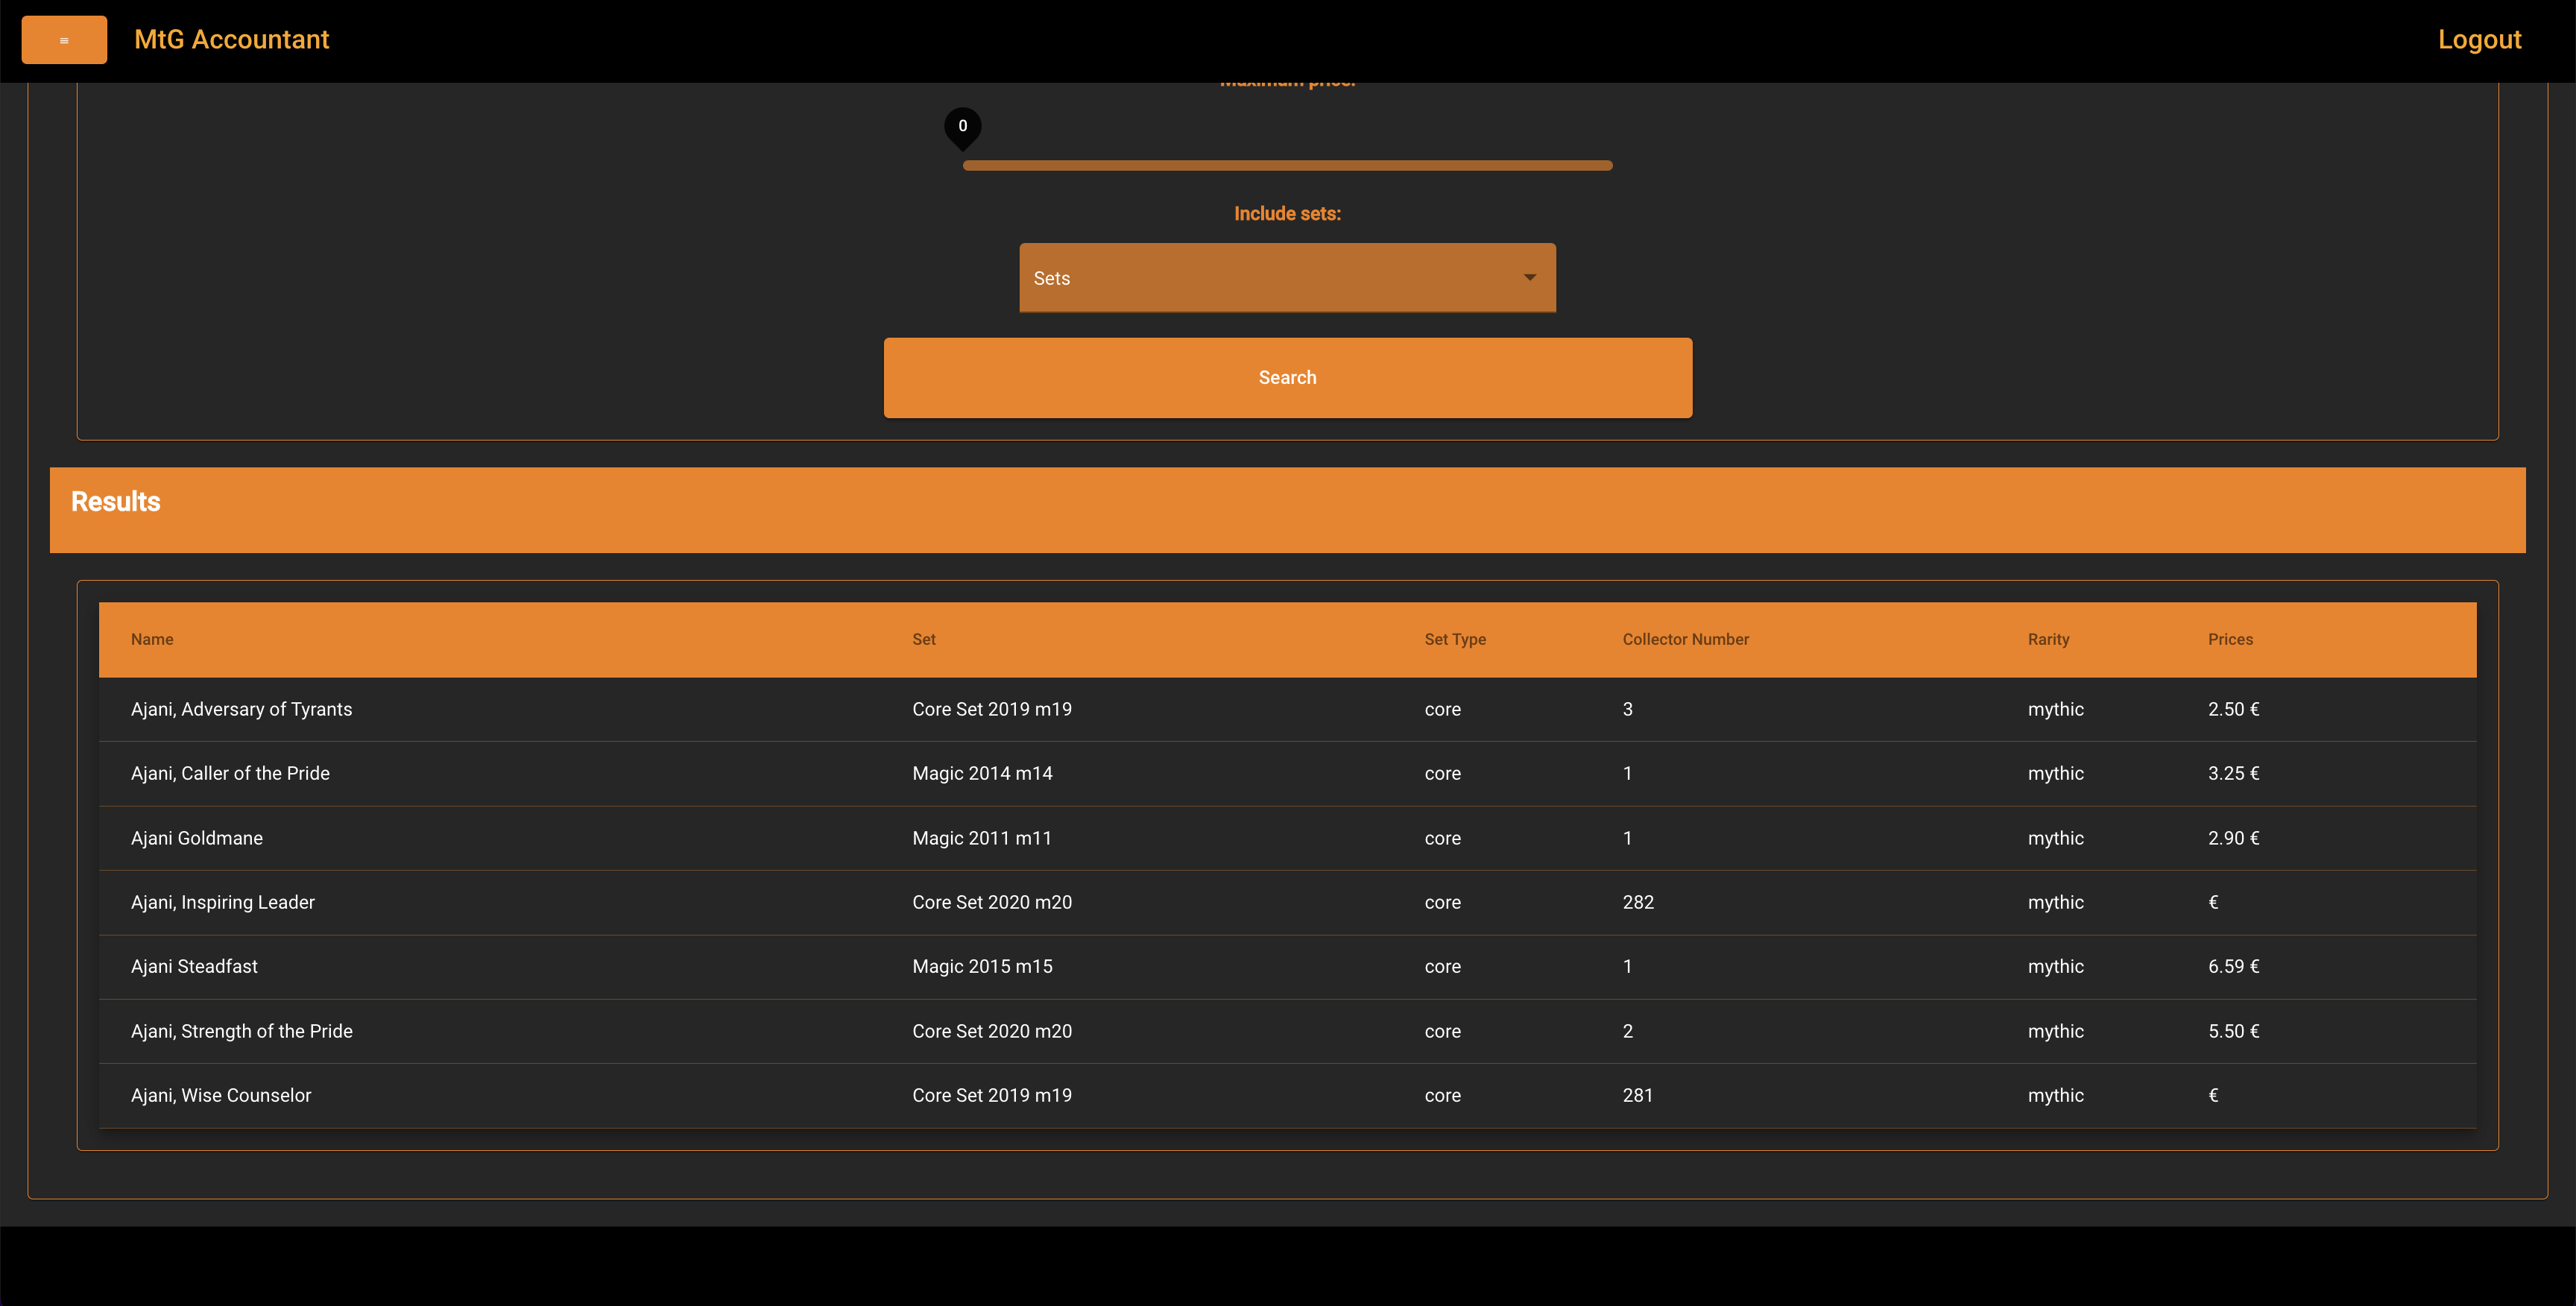 ≡ MtG Accountant Logout
Maximum price:
0
Include sets:
Sets
Search
Results
Name Set Set Type Collector Number Rarity Prices
Ajani, Adversary of Tyrants Core Set 2019 m19 core 3 mythic 2.50 €
Ajani, Caller of the Pride Magic 2014 m14 core 1 mythic 3.25 €
Ajani Goldmane Magic 2011 m11 core 1 mythic 2.90 €
Ajani, Inspiring Leader Core Set 2020 m20 core 282 mythic €
Ajani Steadfast Magic 2015 m15 core 1 mythic 6.59 €
Ajani, Strength of the Pride Core Set 2020 m20 core 2 mythic 5.50 €
Ajani, Wise Counselor Core Set 2019 m19 core 281 mythic €